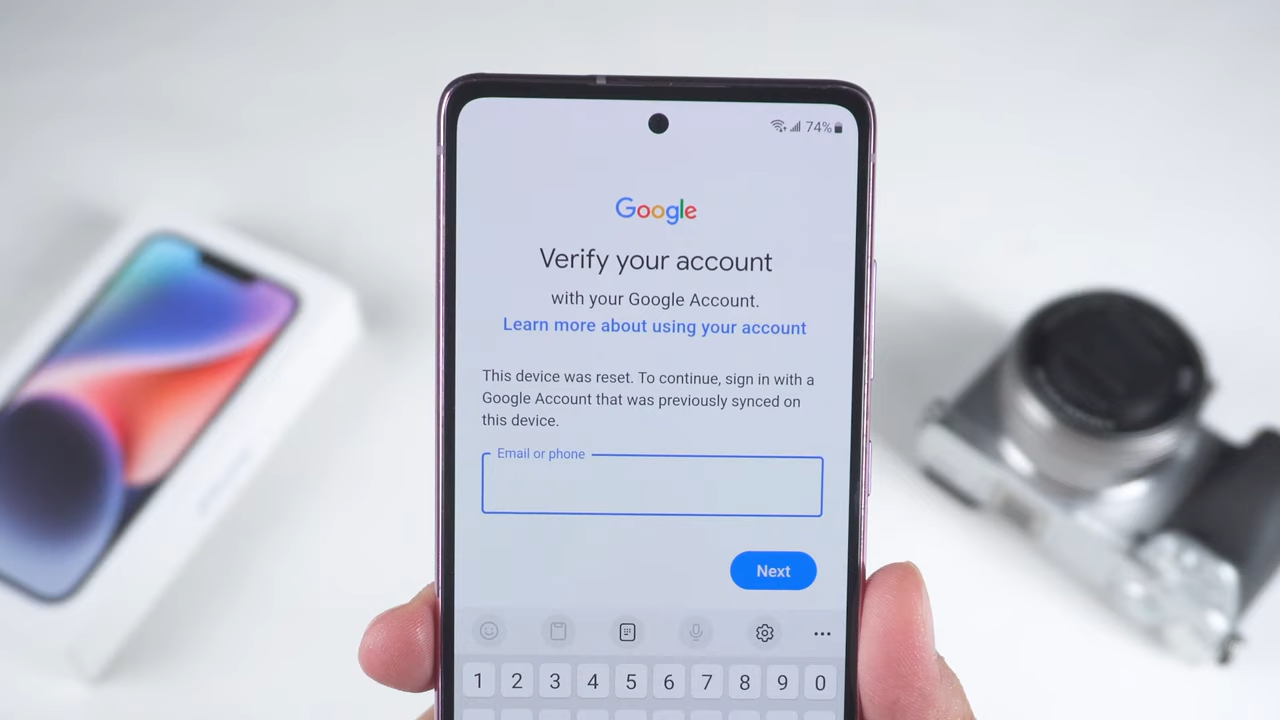 74%
Google
Verify your account
with your Google Account.
Learn more about using your account
This device was reset. To continue, sign in with a
Google Account that was previously synced on
this device.
Email or phone
Next
1 2 3 4 5 6 7 8 9 0